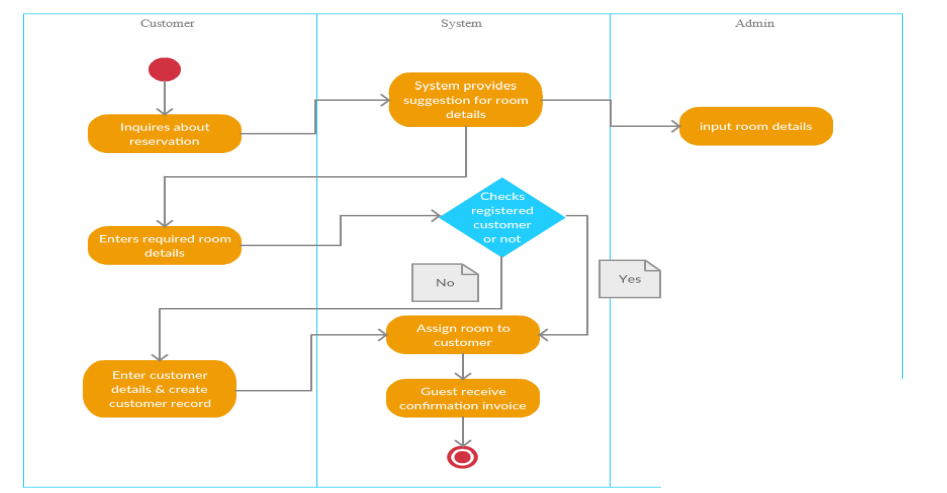 Customer
System
Admin
System provides
suggestion for room
details
Inquires about
reservation
input room details
Checks
registered
customer
or not
Enters required room
details
No
Yes
Assign room to
customer
Enter customer
details & create
customer record
Guest receive
confirmation invoice